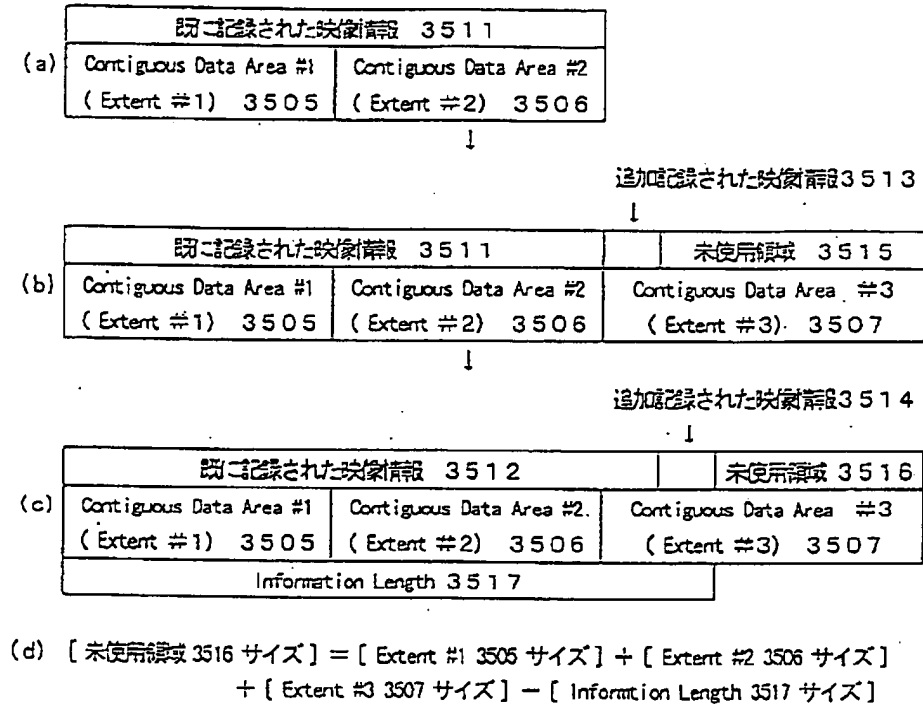 既に記録された映像情報 3511
(a) Contiguous Data Area #1 Contiguous Data Area #2
(Extent #1) 3505 (Extent #2) 3506
↓
追加記録された映像情報3513
↓
既に記録された映像情報 3511 未使用領域 3515
(b) Contiguous Data Area #1 Contiguous Data Area #2 Contiguous Data Area #3
(Extent #1) 3505 (Extent #2) 3506 (Extent #3) 3507
↓
追加記録された映像情報3514
↓
既に記録された映像情報 3512 未使用領域 3516
(c) Contiguous Data Area #1 Contiguous Data Area #2. Contiguous Data Area #3
(Extent #1) 3505 (Extent #2) 3506 (Extent #3) 3507
Information Length 3517
(d) [未使用領域 3516 サイズ] = [Extent #1 3505 サイズ] + [Extent #2 3506 サイズ]
+ [Extent #3 3507 サイズ] − [Information Length 3517 サイズ]